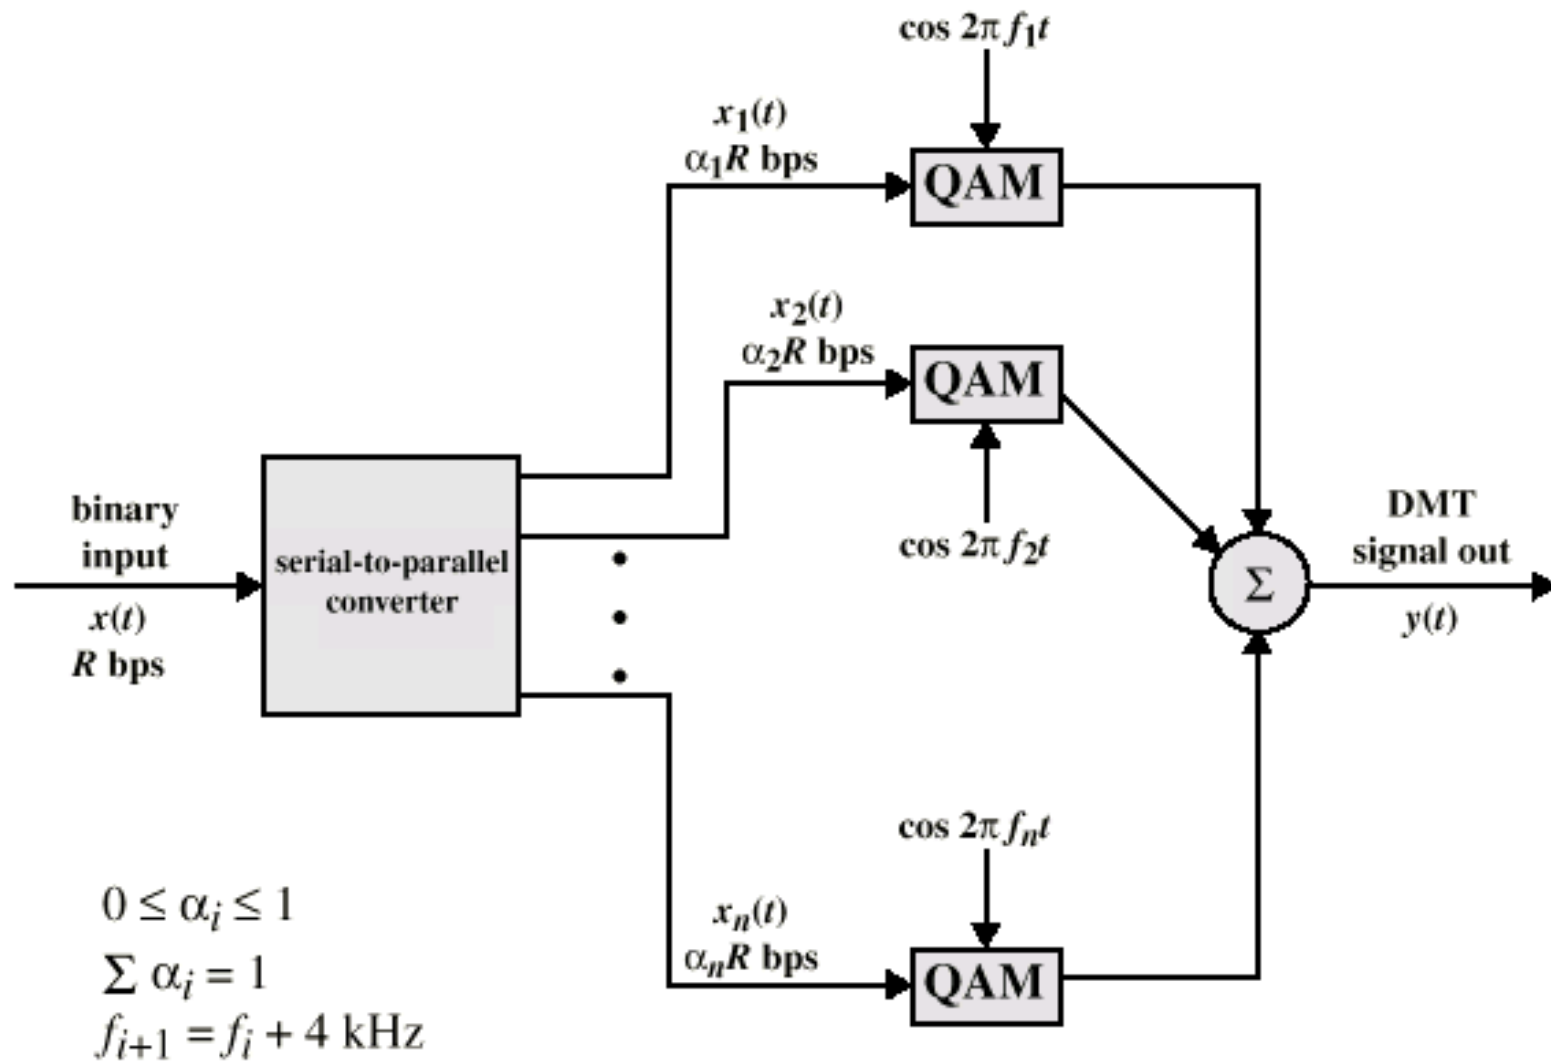 cos 2π f₁t
x₁(t)
α₁R bps
QAM
x₂(t)
α₂R bps
QAM
cos 2π f₂t
binary
input
x(t)
R bps
serial-to-parallel
converter
Σ
DMT
signal out
y(t)
cos 2π fₙt
xₙ(t)
αₙR bps
QAM
0 ≤ αᵢ ≤ 1
Σ αᵢ = 1
fᵢ₊₁ = fᵢ + 4 kHz